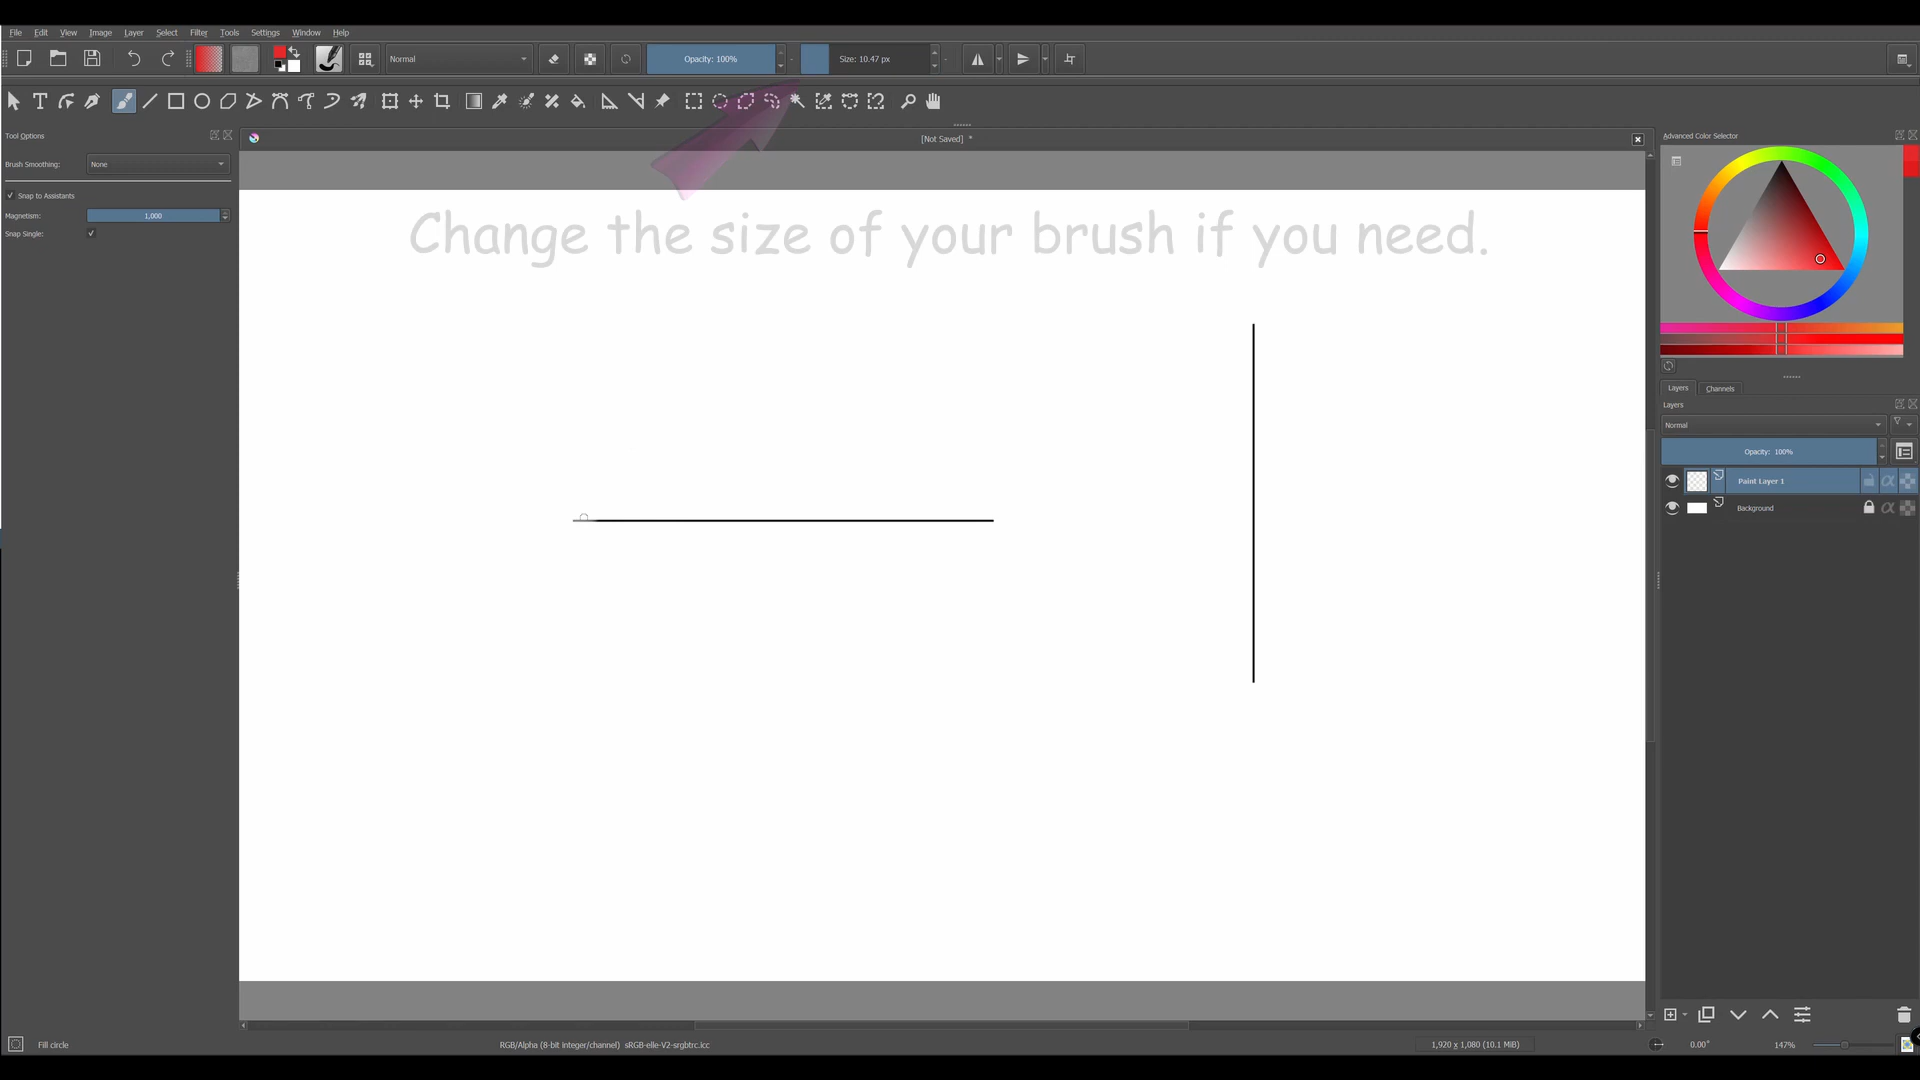 File Edit View Image Layer Select Filter Tools Settings Window Help
Normal Opacity: 100% Size: 10.47 px
Tool Options
[Not Saved] *
Advanced Color Selector
Brush Smoothing: None
Snap to Assistants
Magnetism: 1,000
Snap Single:
Change the size of your brush if you need.
Layers Channels
Layers
Normal
Opacity: 100%
Paint Layer 1
Background
Fill circle
RGB/Alpha (8-bit integer/channel) sRGB-elle-V2-srgbtrc.icc
1,920 x 1,080 (10.1 MiB)
0.00°
147%